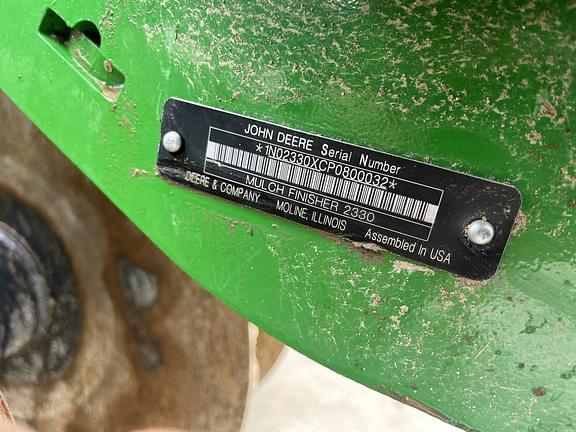 JOHN DEERE Serial Number
*1N02330XCP0800032*
MULCH FINISHER 2330
DEERE & COMPANY MOLINE, ILLINOIS Assembled In USA